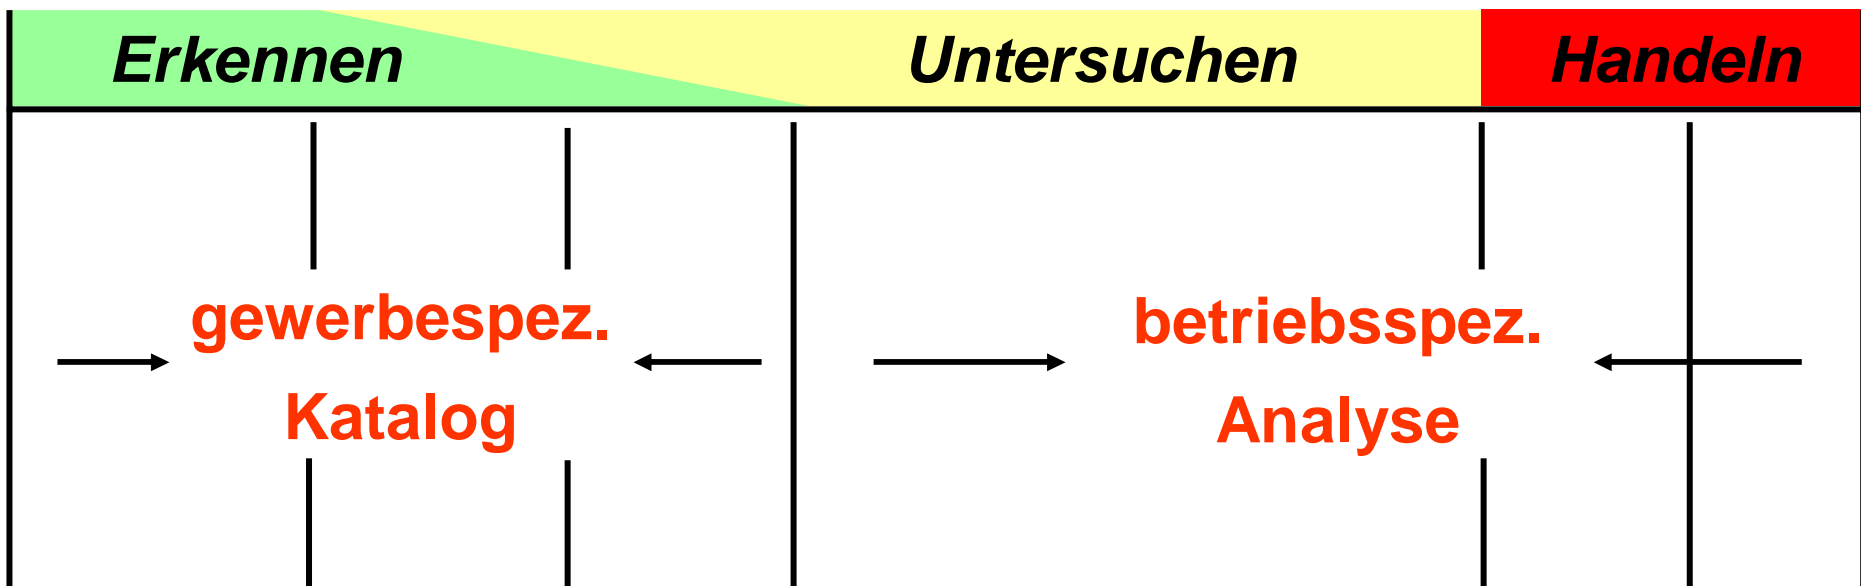 Erkennen Untersuchen Handeln
gewerbespez.
Katalog
betriebsspez.
Analyse